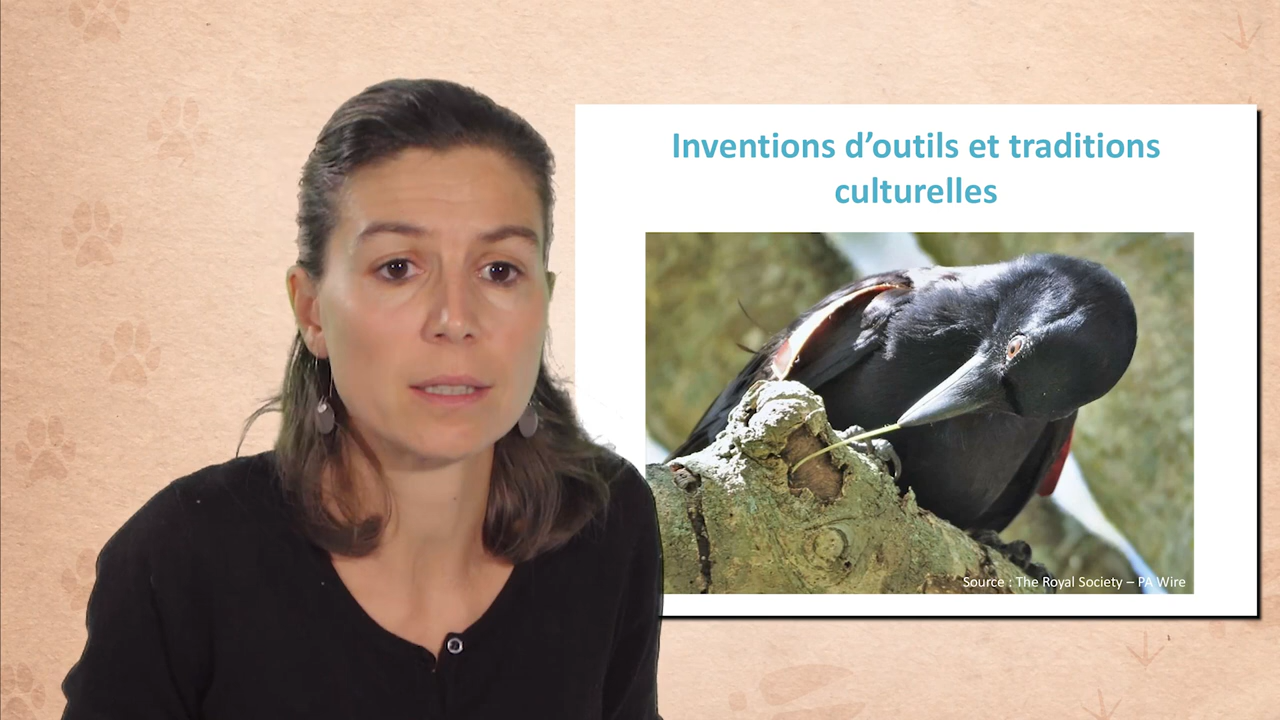 Inventions d’outils et traditions
culturelles
Source : The Royal Society – PA Wire